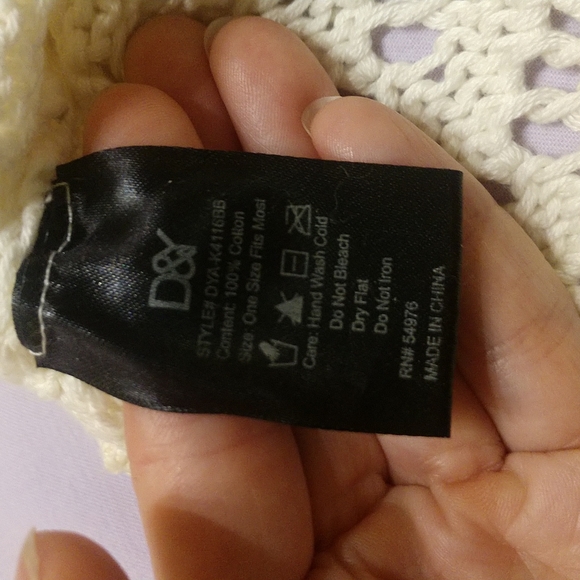 D&Y
STYLE# DYA-K4116BB
Content: 100% Cotton
Size: One Size Fits Most
Care: Hand Wash Cold
Do Not Bleach
Dry Flat
Do Not Iron
RN# 54976
MADE IN CHINA